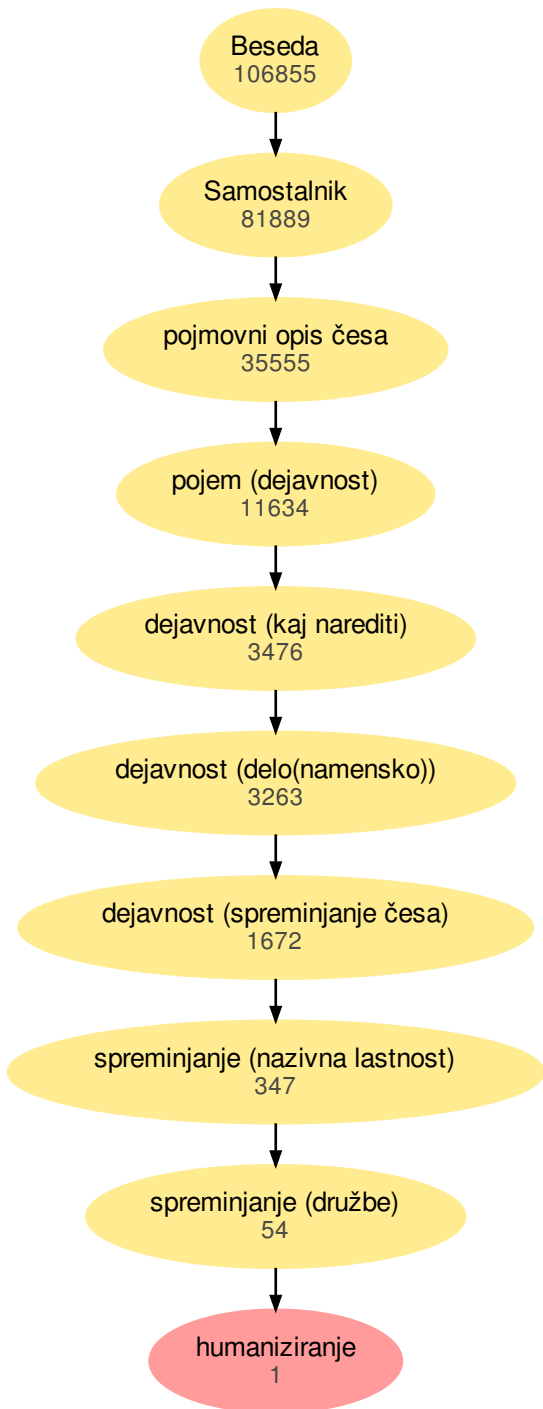 Beseda
106855
Samostalnik
81889
pojmovni opis česa
35555
pojem (dejavnost)
11634
dejavnost (kaj narediti)
3476
dejavnost (delo(namensko))
3263
dejavnost (spreminjanje česa)
1672
spreminjanje (nazivna lastnost)
347
spreminjanje (družbe)
54
humaniziranje
1